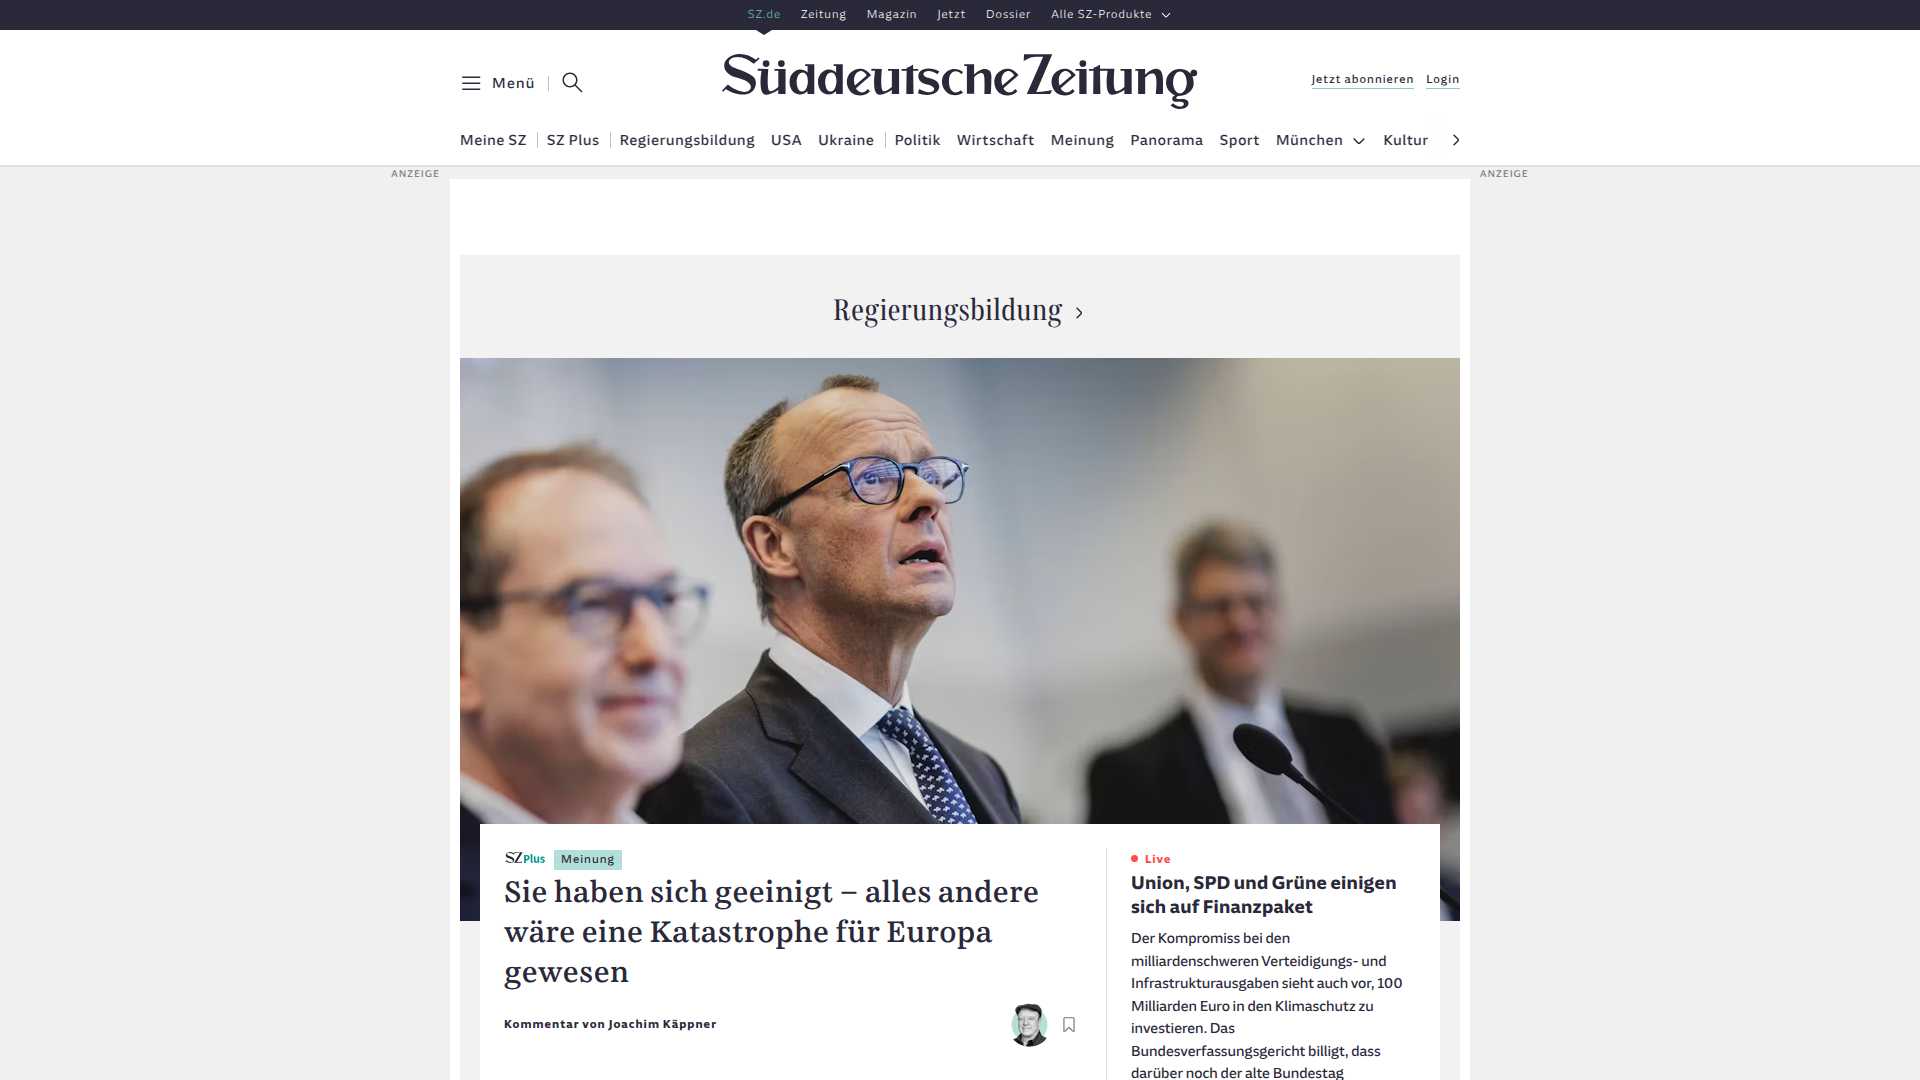 SZ.de Zeitung Magazin Jetzt Dossier Alle SZ-Produkte
Menü
Süddeutsche Zeitung
Jetzt abonnieren Login
Meine SZ SZ Plus Regierungsbildung USA Ukraine Politik Wirtschaft Meinung Panorama Sport München Kultur
ANZEIGE
ANZEIGE
Regierungsbildung
SZ Plus Meinung
Sie haben sich geeinigt – alles andere
wäre eine Katastrophe für Europa
gewesen
Kommentar von Joachim Käppner
Live
Union, SPD und Grüne einigen
sich auf Finanzpaket
Der Kompromiss bei den
milliardenschweren Verteidigungs- und
Infrastrukturausgaben sieht auch vor, 100
Milliarden Euro in den Klimaschutz zu
investieren. Das
Bundesverfassungsgericht billigt, dass
darüber noch der alte Bundestag